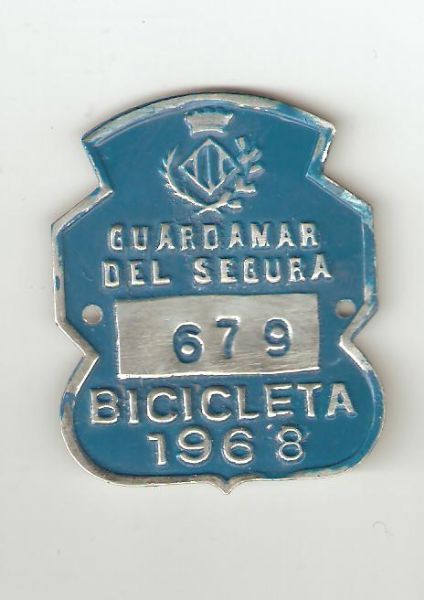 GUARDAMAR
DEL SEGURA
679
BICICLETA
1968